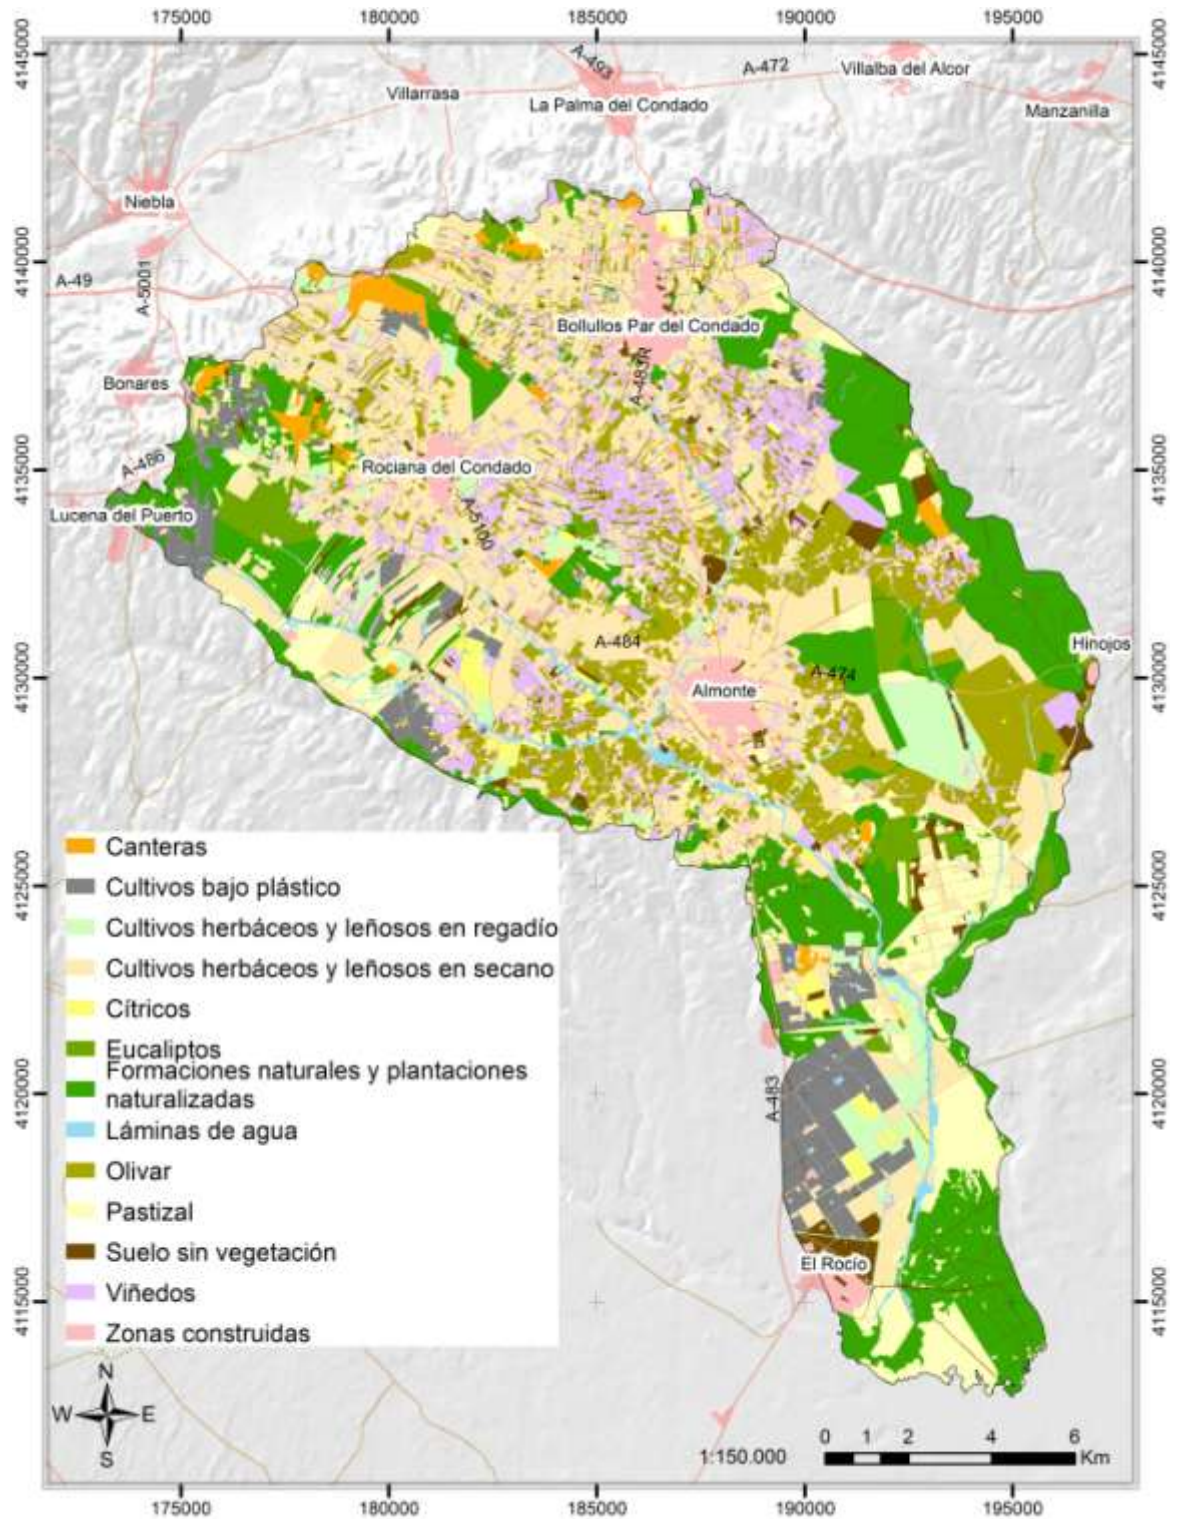 175000 180000 185000 190000 195000
4145000 4145000
A-493
A-472
Villalba del Alcor
Villarrasa
La Palma del Condado
Manzanilla
Niebla
4140000 4140000
A-49
A-5001
Bollullos Par del Condado
A-483R
Bonares
A-486
4135000 4135000
Rociana del Condado
Lucena del Puerto
A-5100
A-484
Hinojos
A-474
4130000 4130000
Almonte
Canteras
4125000 4125000
Cultivos bajo plástico
Cultivos herbáceos y leñosos en regadío
Cultivos herbáceos y leñosos en secano
Cítricos
Eucaliptos
Formaciones naturales y plantaciones
naturalizadas
4120000 4120000
A-483
Láminas de agua
Olivar
Pastizal
Suelo sin vegetación
El Rocío
Viñedos
4115000 4115000
Zonas construidas
N
W E
S
0 1 2 4 6
1:150.000 Km
175000 180000 185000 190000 195000